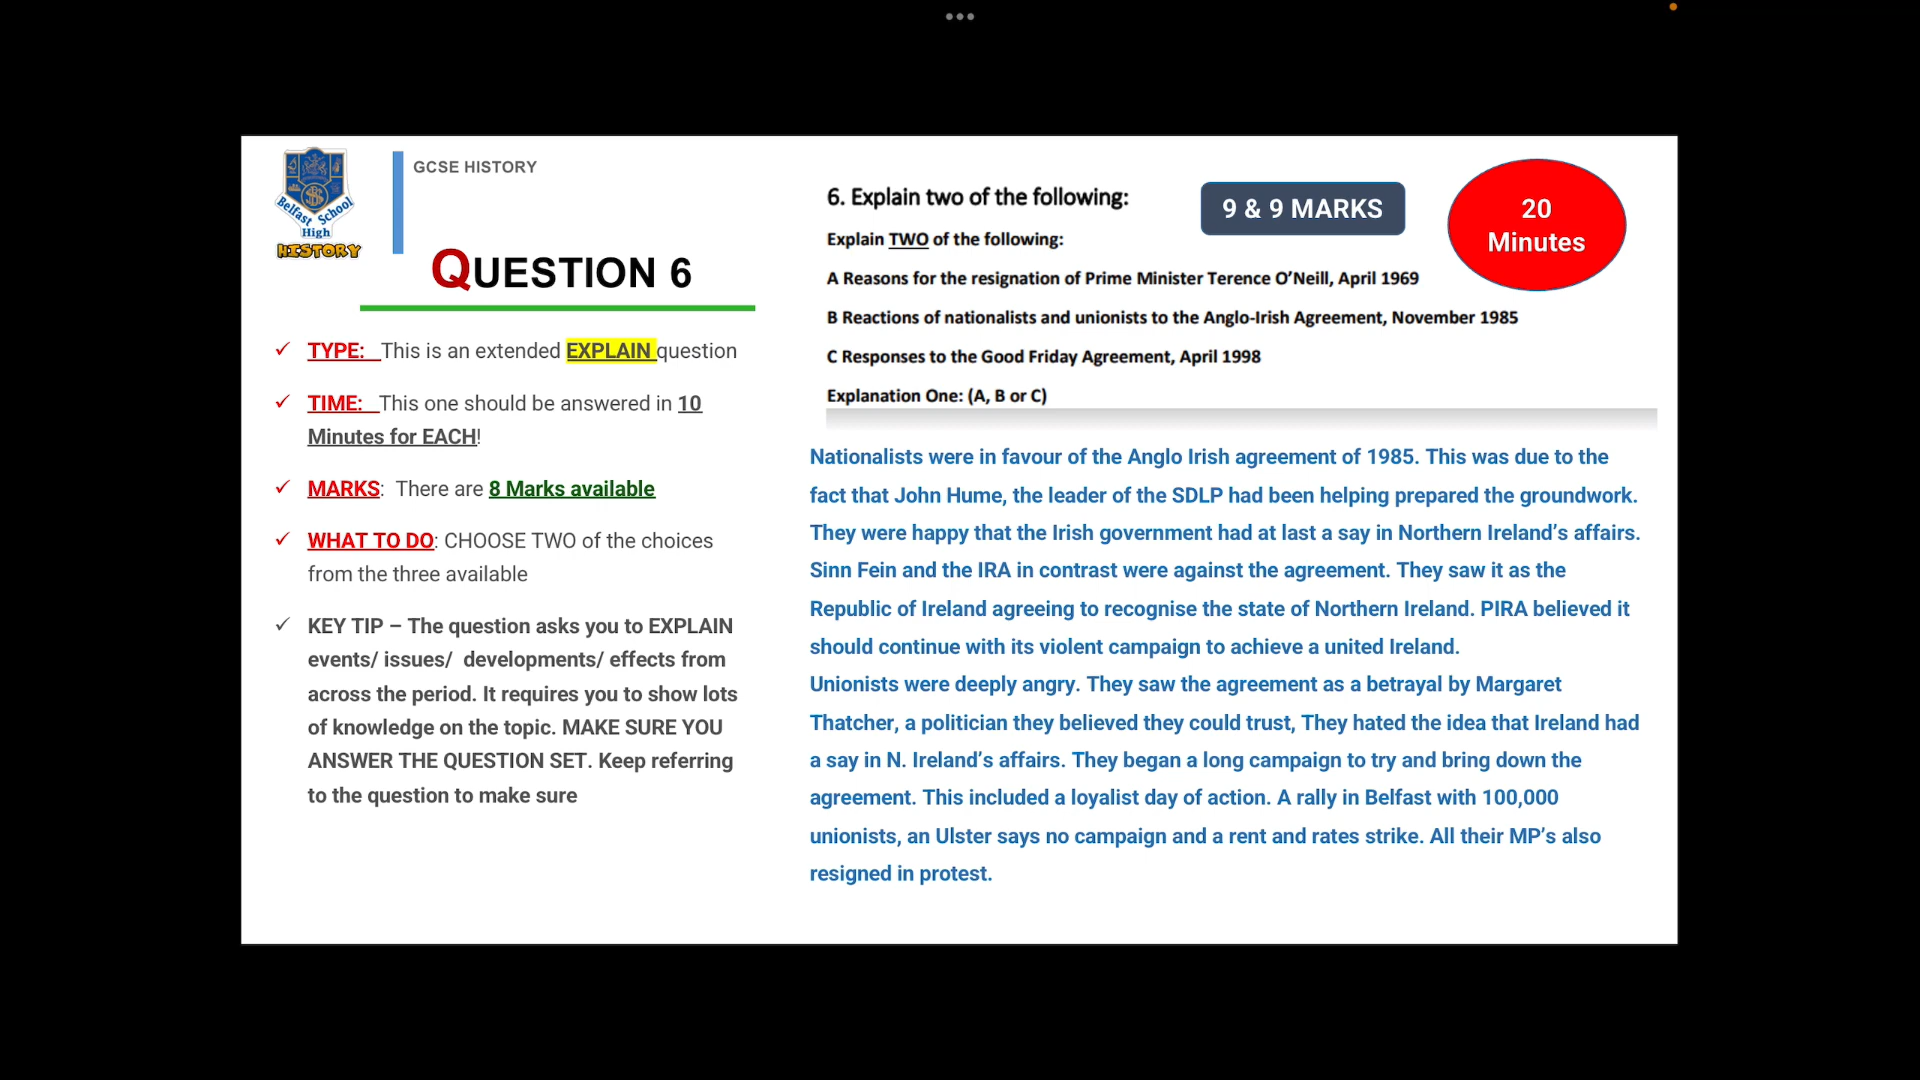 Belfast School
High
HISTORY
GCSE HISTORY
QUESTION 6
✓ TYPE: This is an extended EXPLAIN question
✓ TIME: This one should be answered in 10
Minutes for EACH!
✓ MARKS: There are 8 Marks available
✓ WHAT TO DO: CHOOSE TWO of the choices
from the three available
✓ KEY TIP – The question asks you to EXPLAIN
events/ issues/ developments/ effects from
across the period. It requires you to show lots
of knowledge on the topic. MAKE SURE YOU
ANSWER THE QUESTION SET. Keep referring
to the question to make sure
6. Explain two of the following:
9 & 9 MARKS
20
Minutes
Explain TWO of the following:
A Reasons for the resignation of Prime Minister Terence O’Neill, April 1969
B Reactions of nationalists and unionists to the Anglo-Irish Agreement, November 1985
C Responses to the Good Friday Agreement, April 1998
Explanation One: (A, B or C)
Nationalists were in favour of the Anglo Irish agreement of 1985. This was due to the
fact that John Hume, the leader of the SDLP had been helping prepared the groundwork.
They were happy that the Irish government had at last a say in Northern Ireland’s affairs.
Sinn Fein and the IRA in contrast were against the agreement. They saw it as the
Republic of Ireland agreeing to recognise the state of Northern Ireland. PIRA believed it
should continue with its violent campaign to achieve a united Ireland.
Unionists were deeply angry. They saw the agreement as a betrayal by Margaret
Thatcher, a politician they believed they could trust, They hated the idea that Ireland had
a say in N. Ireland’s affairs. They began a long campaign to try and bring down the
agreement. This included a loyalist day of action. A rally in Belfast with 100,000
unionists, an Ulster says no campaign and a rent and rates strike. All their MP’s also
resigned in protest.